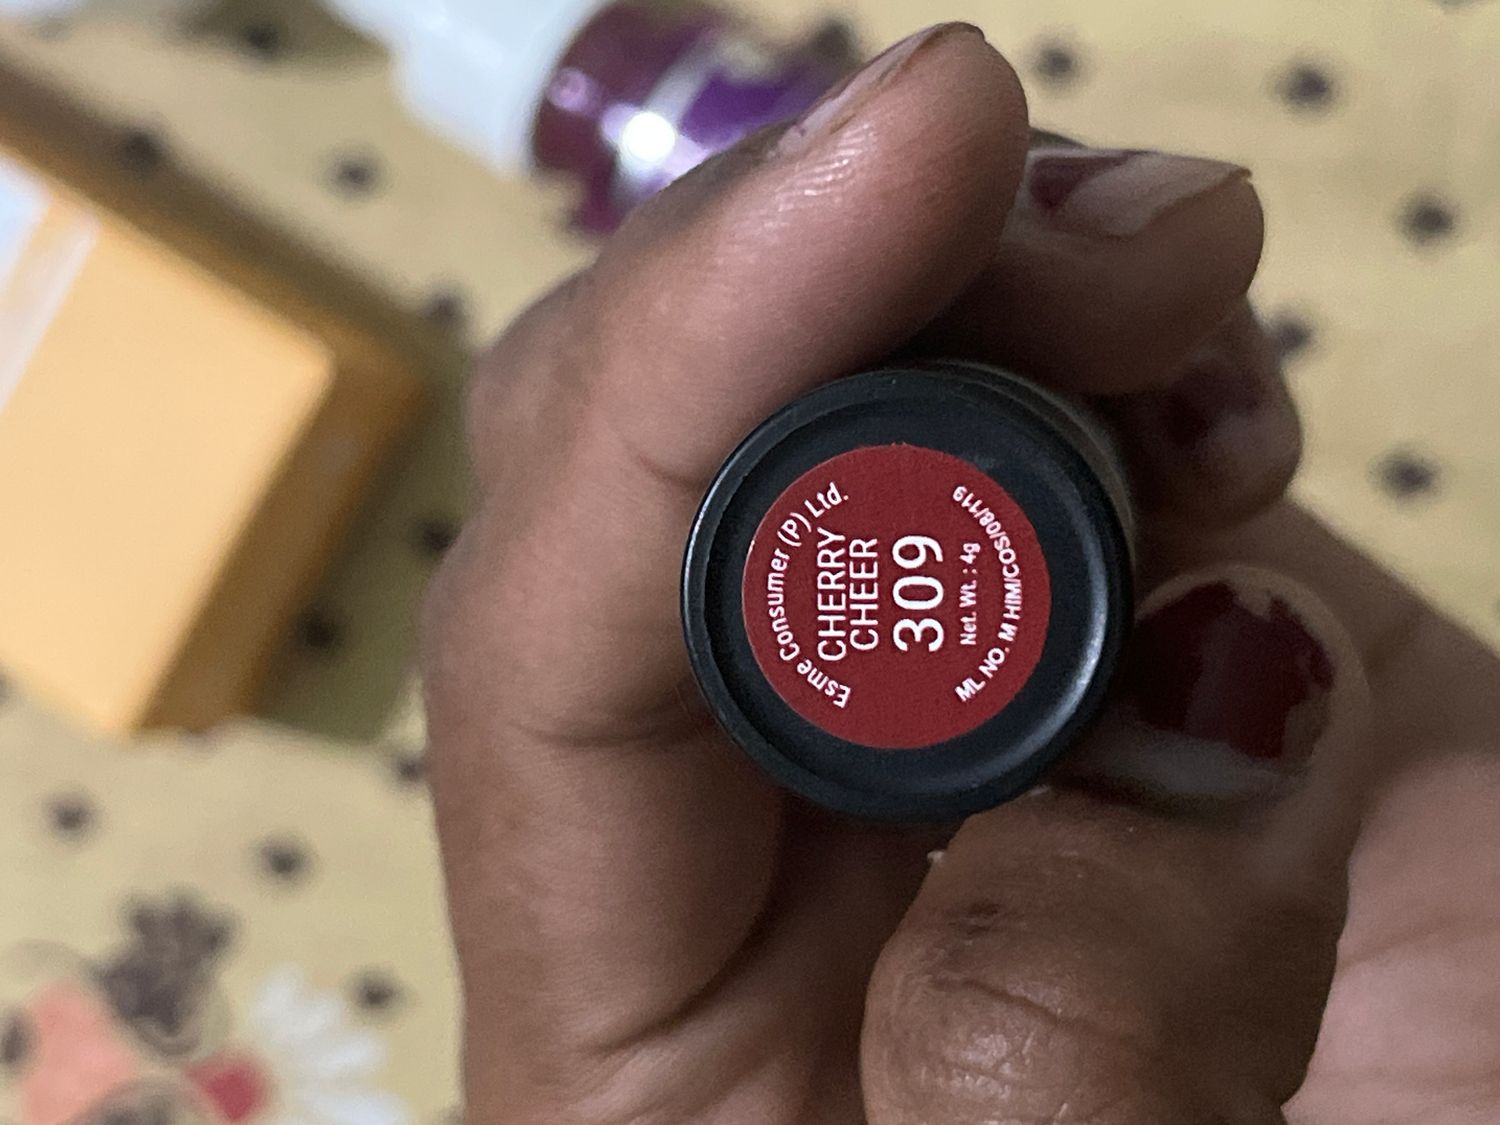 Esme Consumer (P) Ltd.
CHERRY
CHEER
309
Net. Wt. : 4g
ML NO. M HIM/COS/08/119